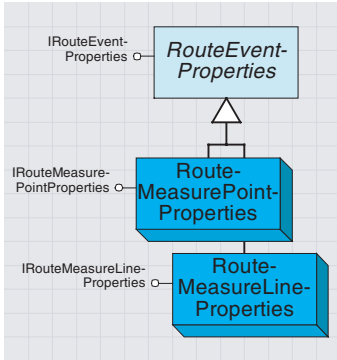 IRouteEvent-
Properties
RouteEvent-
Properties
IRouteMeasure-
PointProperties
Route-
MeasurePoint-
Properties
IRouteMeasureLine-
Properties
Route-
MeasureLine-
Properties